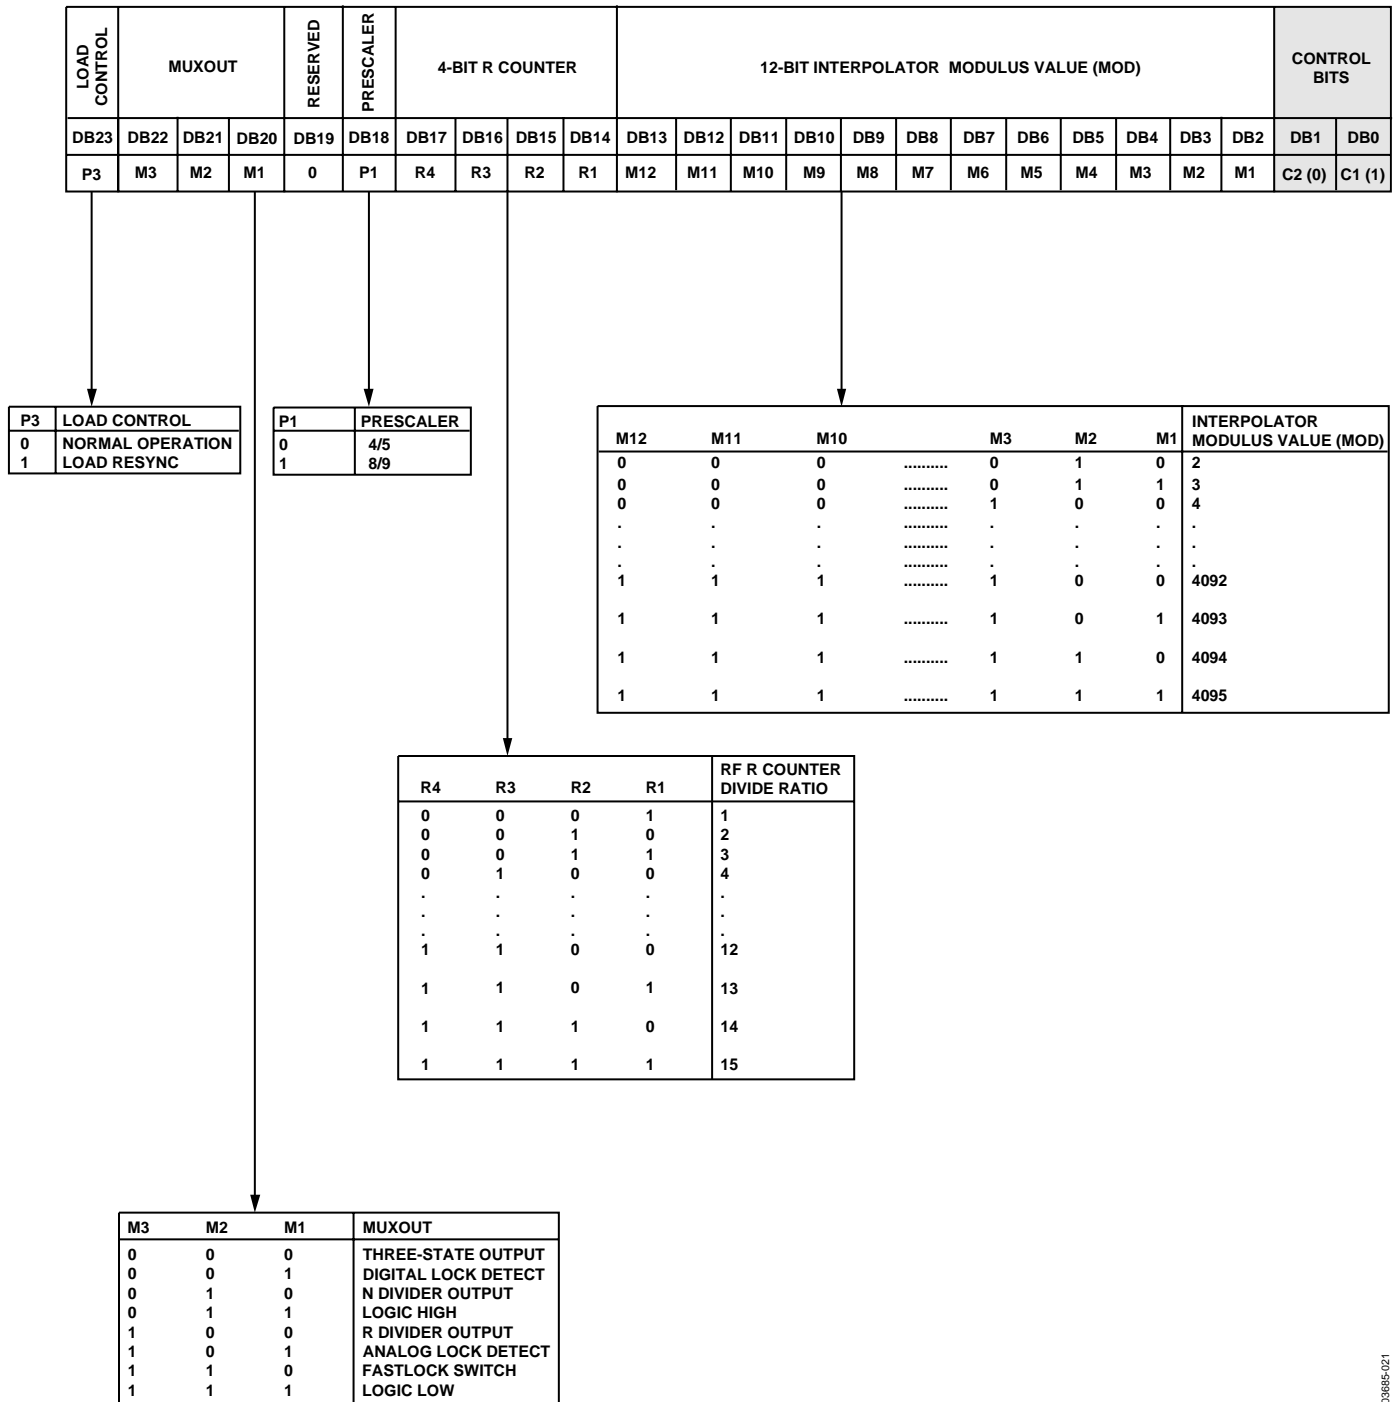 LOAD CONTROL
MUXOUT
RESERVED
PRESCALER
4-BIT R COUNTER
12-BIT INTERPOLATOR MODULUS VALUE (MOD)
CONTROL BITS
DB23 DB22 DB21 DB20 DB19 DB18 DB17 DB16 DB15 DB14 DB13 DB12 DB11 DB10 DB9 DB8 DB7 DB6 DB5 DB4 DB3 DB2 DB1 DB0
P3 M3 M2 M1 0 P1 R4 R3 R2 R1 M12 M11 M10 M9 M8 M7 M6 M5 M4 M3 M2 M1 C2 (0) C1 (1)
P3 LOAD CONTROL
0 NORMAL OPERATION
1 LOAD RESYNC
P1 PRESCALER
0 4/5
1 8/9
M12 M11 M10 M3 M2 M1 INTERPOLATOR MODULUS VALUE (MOD)
0 0 0 .......... 0 1 0 2
0 0 0 .......... 0 1 1 3
0 0 0 .......... 1 0 0 4
. . . .......... . . . .
. . . .......... . . . .
. . . .......... . . . .
1 1 1 .......... 1 0 0 4092
1 1 1 .......... 1 0 1 4093
1 1 1 .......... 1 1 0 4094
1 1 1 .......... 1 1 1 4095
R4 R3 R2 R1 RF R COUNTER DIVIDE RATIO
0 0 0 1 1
0 0 1 0 2
0 0 1 1 3
0 1 0 0 4
. . . . .
. . . . .
. . . . .
1 1 0 0 12
1 1 0 1 13
1 1 1 0 14
1 1 1 1 15
M3 M2 M1 MUXOUT
0 0 0 THREE-STATE OUTPUT
0 0 1 DIGITAL LOCK DETECT
0 1 0 N DIVIDER OUTPUT
0 1 1 LOGIC HIGH
1 0 0 R DIVIDER OUTPUT
1 0 1 ANALOG LOCK DETECT
1 1 0 FASTLOCK SWITCH
1 1 1 LOGIC LOW
03685-021